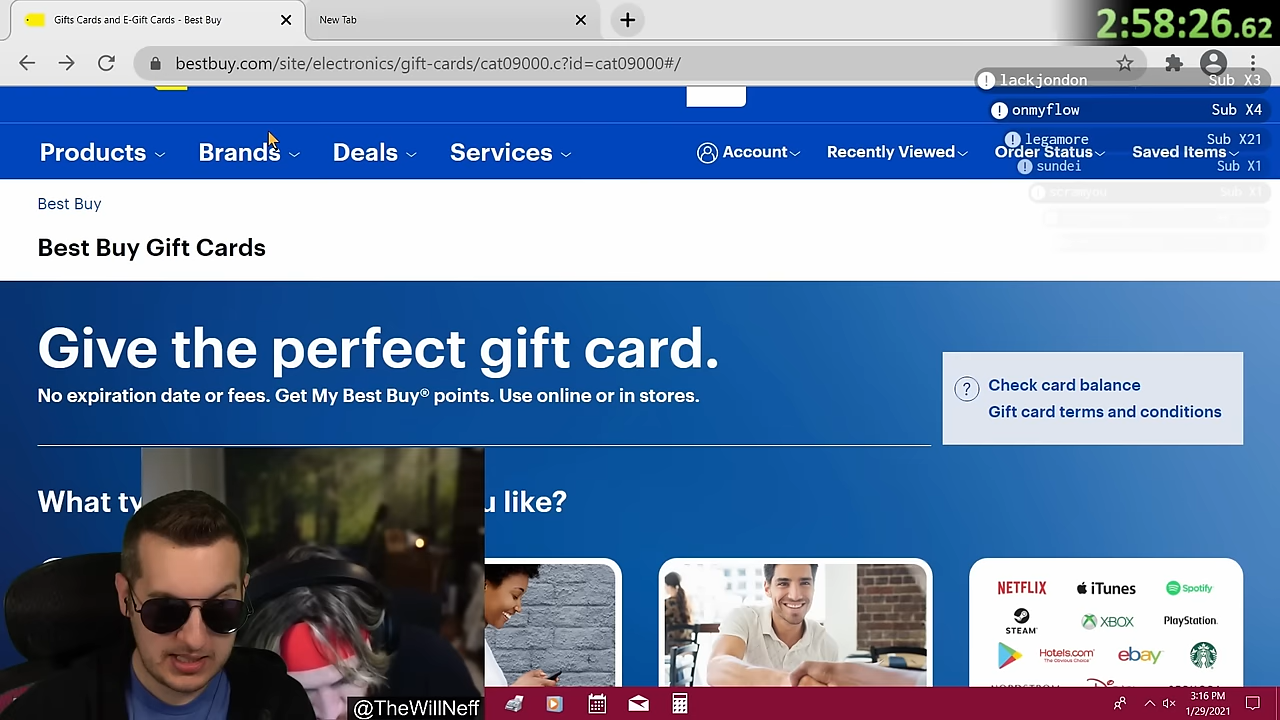 Gifts Cards and E-Gift Cards - Best Buy
New Tab
2:58:26.62
bestbuy.com/site/electronics/gift-cards/cat09000.c?id=cat09000#/
lackjondon Sub X3
onmyflow Sub X4
legamore Sub X21
sundei Sub X1
scramyou Sub X1
Products Brands Deals Services Account Recently Viewed Order Status Saved Items
Best Buy
Best Buy Gift Cards
Give the perfect gift card.
No expiration date or fees. Get My Best Buy® points. Use online or in stores.
? Check card balance
Gift card terms and conditions
What ty
u like?
NETFLIX iTunes Spotify
STEAM XBOX PlayStation
Hotels.com ebay
@TheWillNeff
3:16 PM
1/29/2021